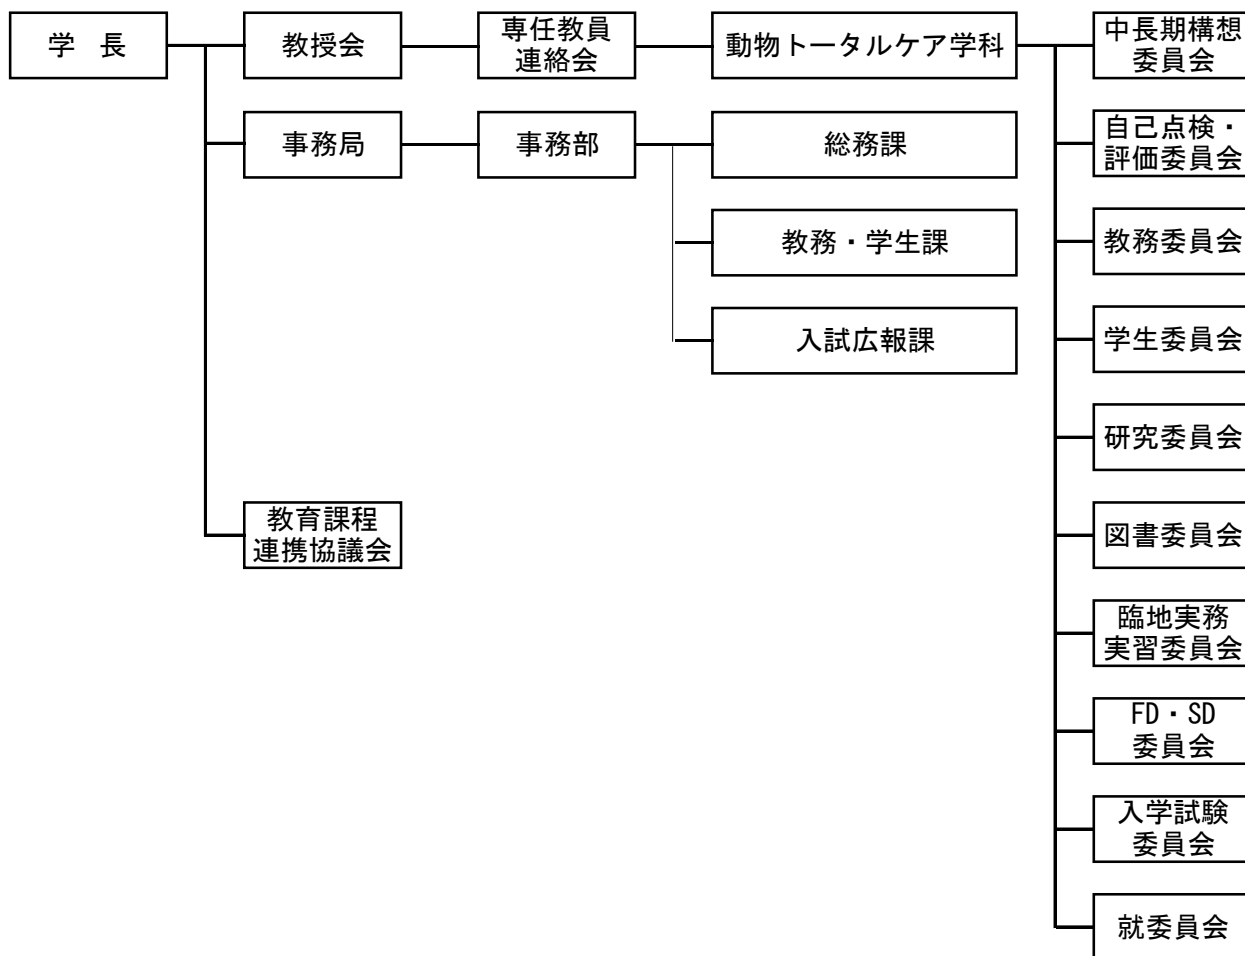 学 長
教授会
専任教員
連絡会
動物トータルケア学科
中長期構想
委員会
事務局
事務部
総務課
自己点検・
評価委員会
教務・学生課
教務委員会
入試広報課
学生委員会
研究委員会
教育課程
連携協議会
図書委員会
臨地実務
実習委員会
FD・SD
委員会
入学試験
委員会
就委員会